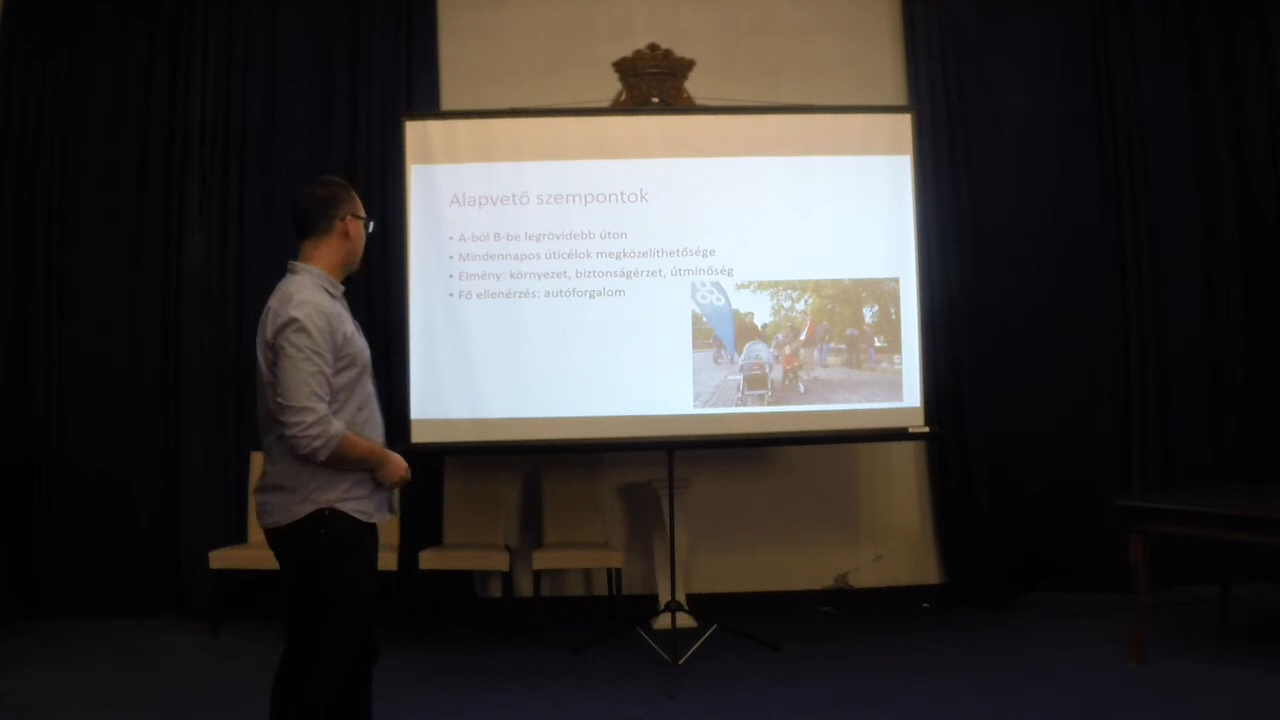 Alapvető szempontok
• A-ból B-be legrövidebb úton
• Mindennapos úticélok megközelíthetősége
• Élmény: környezet, biztonságérzet, útminőség
• Fő ellenérzés: autóforgalom